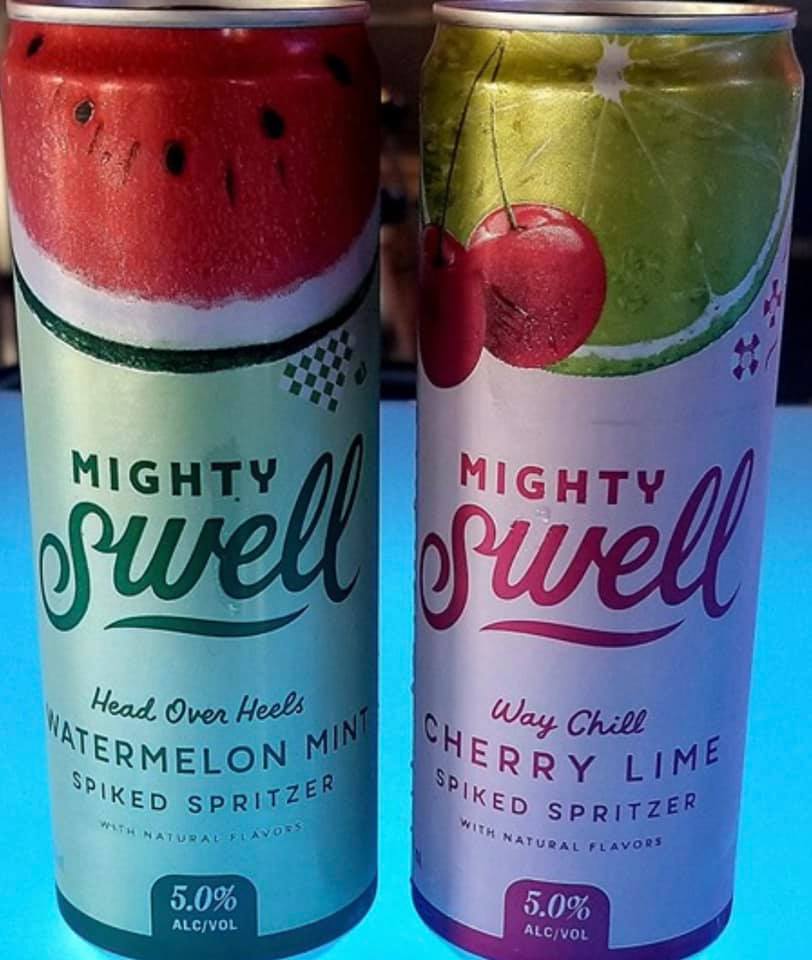 MIGHTY
Swell
Head Over Heels
WATERMELON MINT
SPIKED SPRITZER
WITH NATURAL FLAVORS
5.0%
ALC/VOL
MIGHTY
Swell
Way Chill
CHERRY LIME
SPIKED SPRITZER
WITH NATURAL FLAVORS
5.0%
ALC/VOL